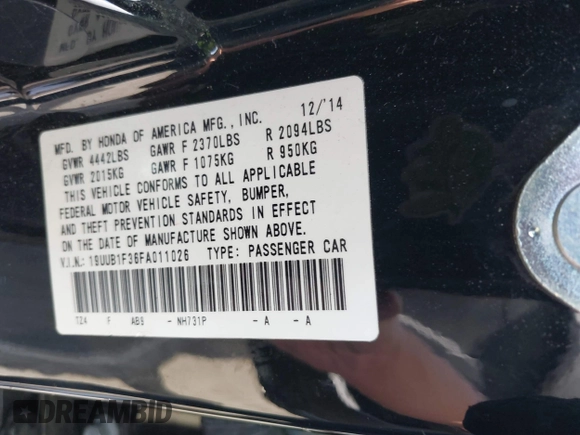 MFD. BY HONDA OF AMERICA MFG., INC. 12/'14
GVWR 4442LBS GAWR F 2370LBS R 2094LBS
GVWR 2015KG GAWR F 1075KG R 950KG
THIS VEHICLE CONFORMS TO ALL APPLICABLE
FEDERAL MOTOR VEHICLE SAFETY, BUMPER,
AND THEFT PREVENTION STANDARDS IN EFFECT
ON THE DATE OF MANUFACTURE SHOWN ABOVE.
V.I.N.: 19UUB1F36FA011026 TYPE: PASSENGER CAR
TZ4 F ABS - NH731P - A - A
DREAMBID